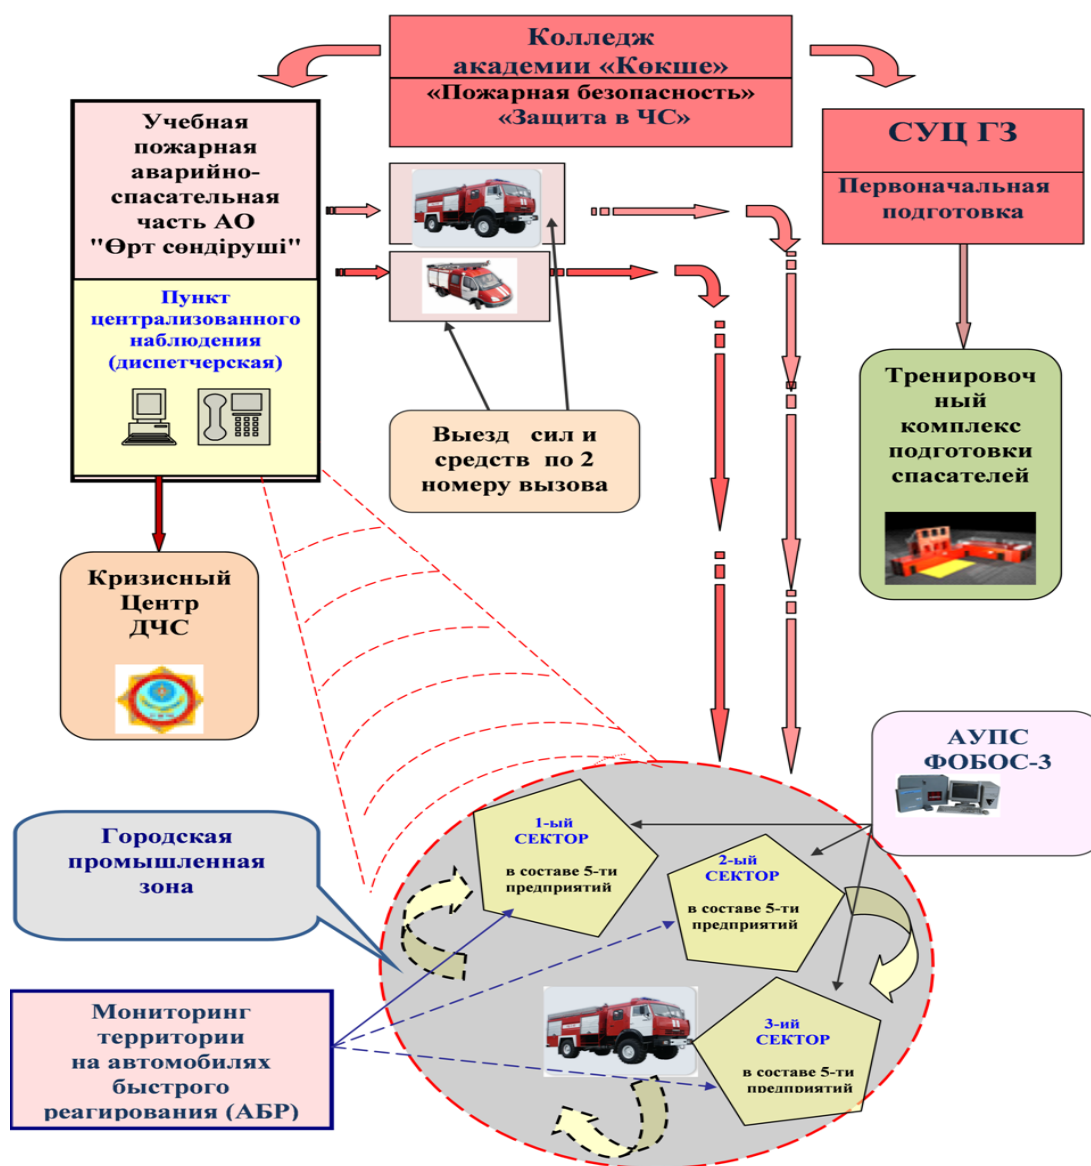 Колледж
академии «Көкше»
«Пожарная безопасность»
«Защита в ЧС»
Учебная
пожарная
аварийно-
спасательная
часть АО
"Өрт сөндіруші"
Пункт
централизованного
наблюдения
(диспетчерская)
СУЦ ГЗ
Первоначальная
подготовка
Выезд сил и
средств по 2
номеру вызова
Тренировоч
ный
комплекс
подготовки
спасателей
Кризисный
Центр
ДЧС
АУПС
ФОБОС-3
Городская
промышленная
зона
1-ый
СЕКТОР
в составе 5-ти
предприятий
2-ый
СЕКТОР
в составе 5-ти
предприятий
3-ий
СЕКТОР
в составе 5-ти
предприятий
Мониторинг
территории
на автомобилях
быстрого
реагирования (АБР)